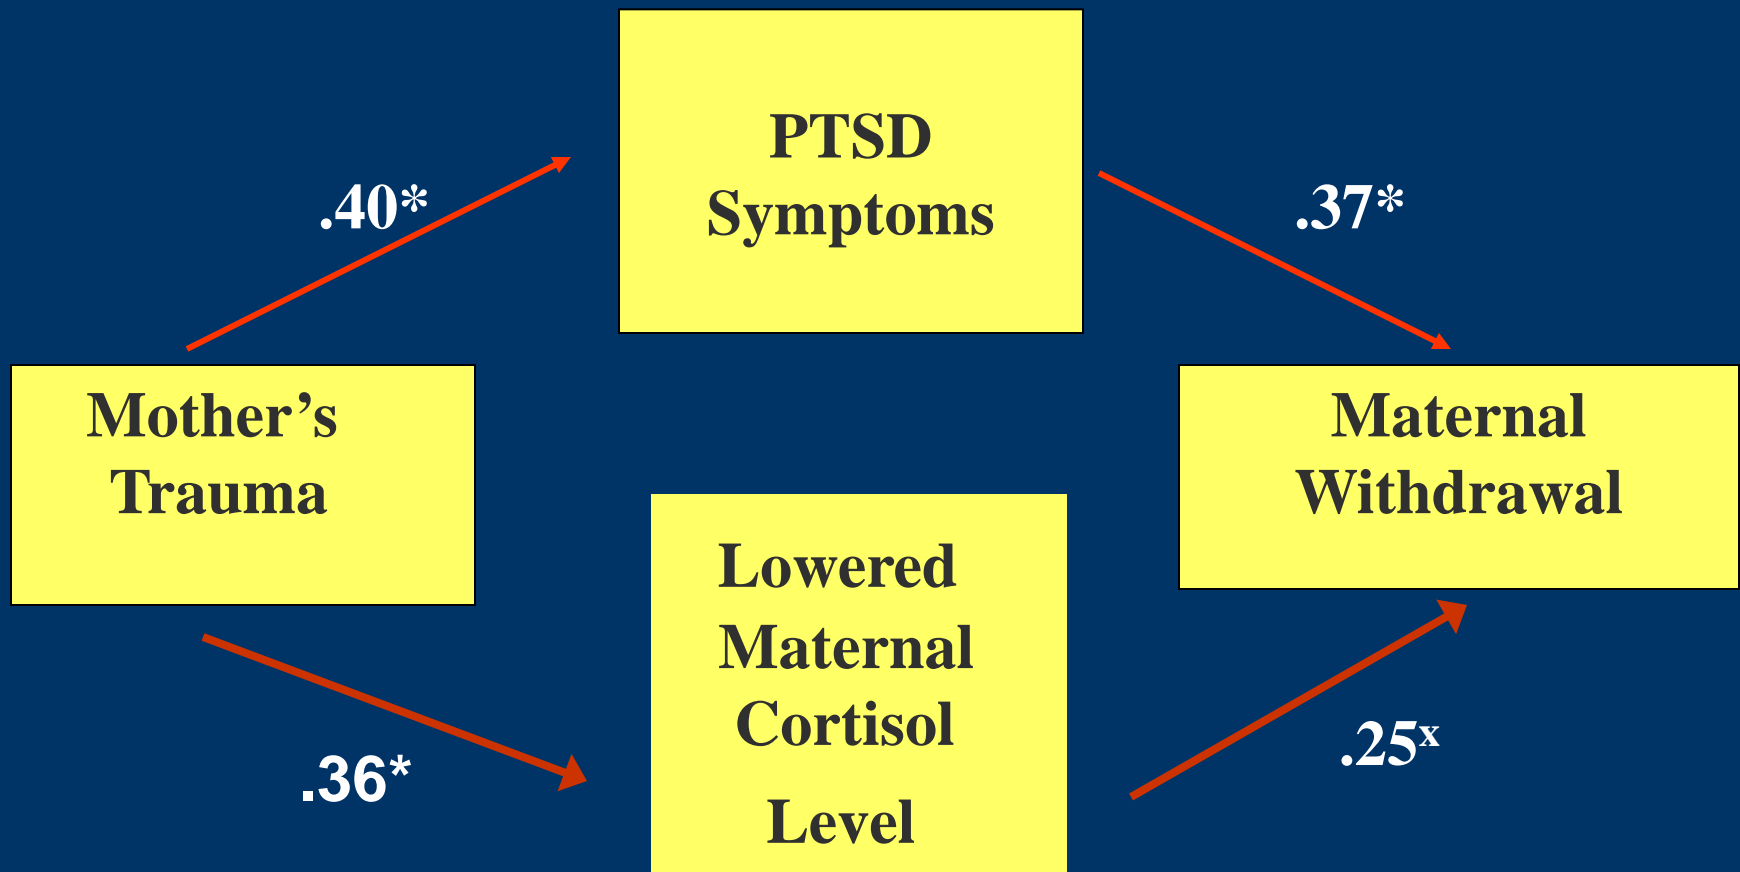 PTSD
Symptoms
.40*
.37*
Mother’s
Trauma
Maternal
Withdrawal
Lowered
Maternal
Cortisol
Level
.36*
.25ˣ